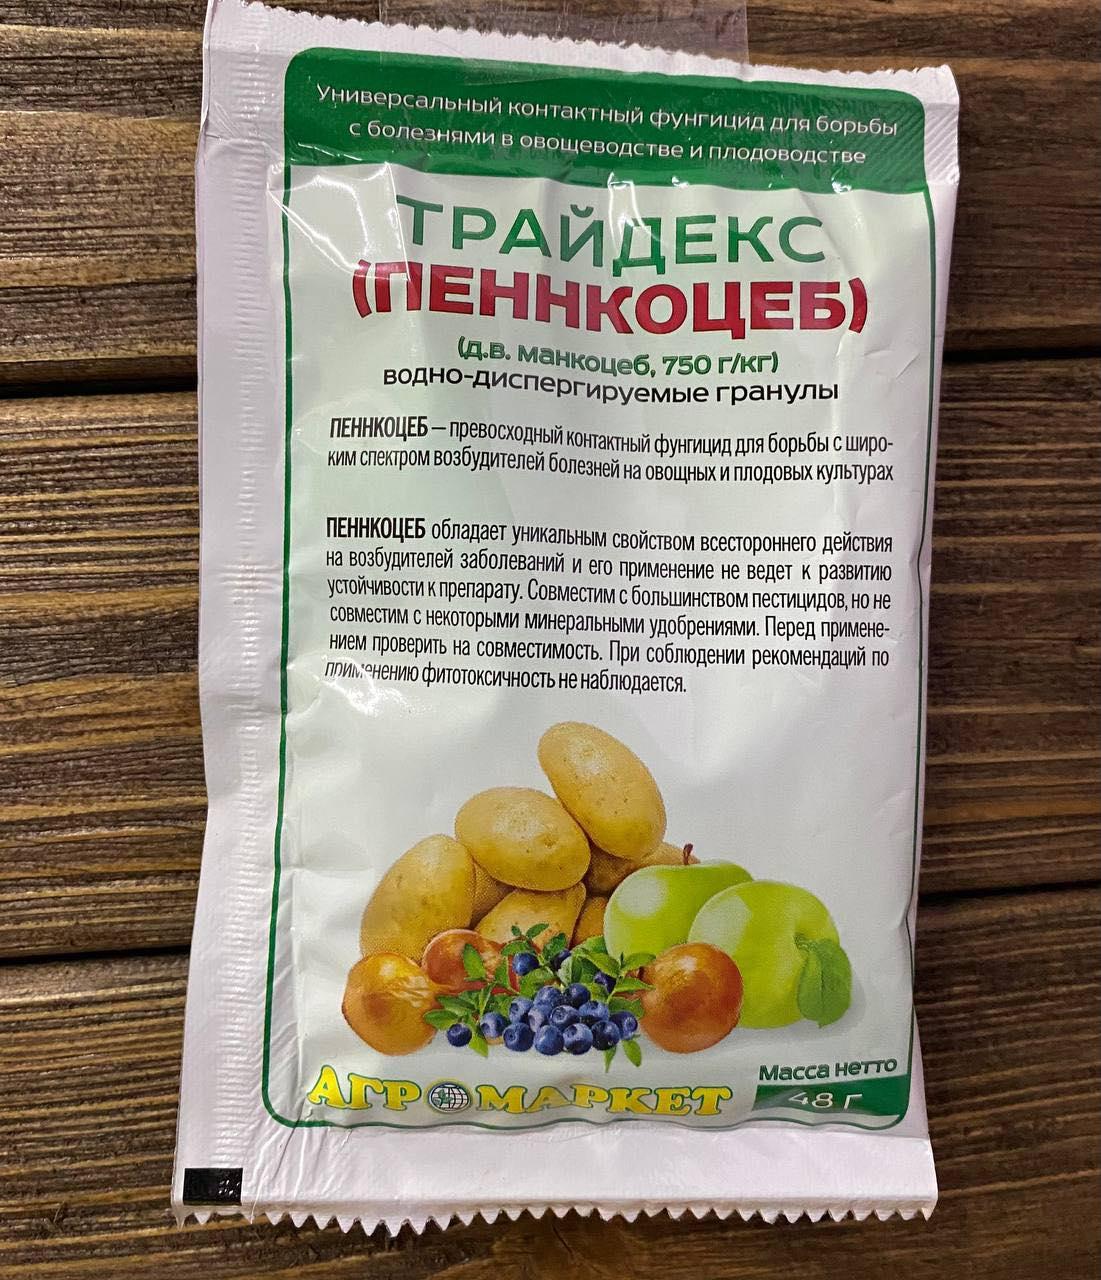 Универсальный контактный фунгицид для борьбы
с болезнями в овощеводстве и плодоводстве
ТРАЙДЕКС
(ПЕННКОЦЕБ)
(д.в. манкоцеб, 750 г/кг)
водно-диспергируемые гранулы
ПЕННКОЦЕБ – превосходный контактный фунгицид для борьбы с широ-
ким спектром возбудителей болезней на овощных и плодовых культурах
ПЕННКОЦЕБ обладает уникальным свойством всестороннего действия
на возбудителей заболеваний и его применение не ведет к развитию
устойчивости к препарату. Совместим с большинством пестицидов, но не
совместим с некоторыми минеральными удобрениями. Перед примене-
нием проверить на совместимость. При соблюдении рекомендаций по
применению фитотоксичность не наблюдается.
АГРОМАРКЕТ
Масса нетто
48 г